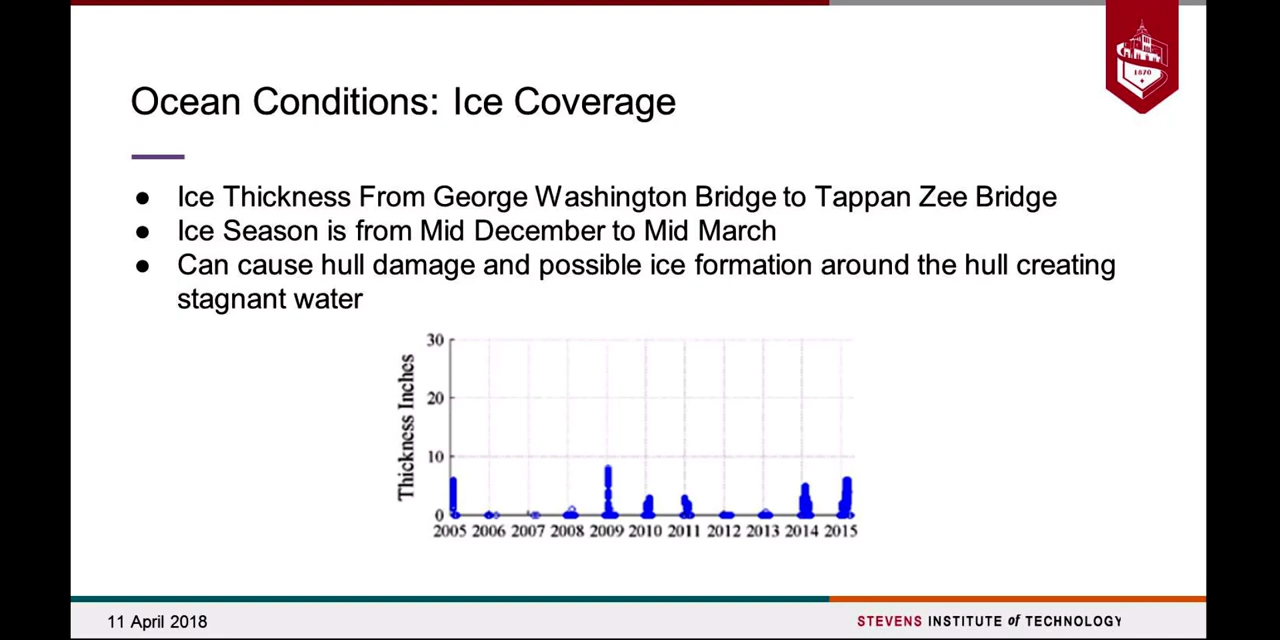 1870
Ocean Conditions: Ice Coverage
● Ice Thickness From George Washington Bridge to Tappan Zee Bridge
● Ice Season is from Mid December to Mid March
● Can cause hull damage and possible ice formation around the hull creating
stagnant water
Thickness Inches
30
20
10
0
2005 2006 2007 2008 2009 2010 2011 2012 2013 2014 2015
11 April 2018
STEVENS INSTITUTE of TECHNOLOGY